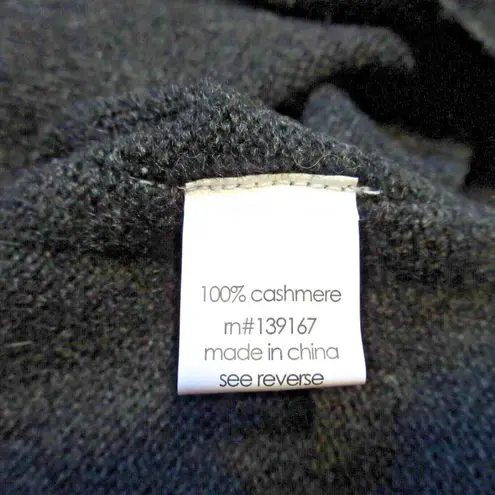 100% cashmere
rn#139167
made in china
see reverse